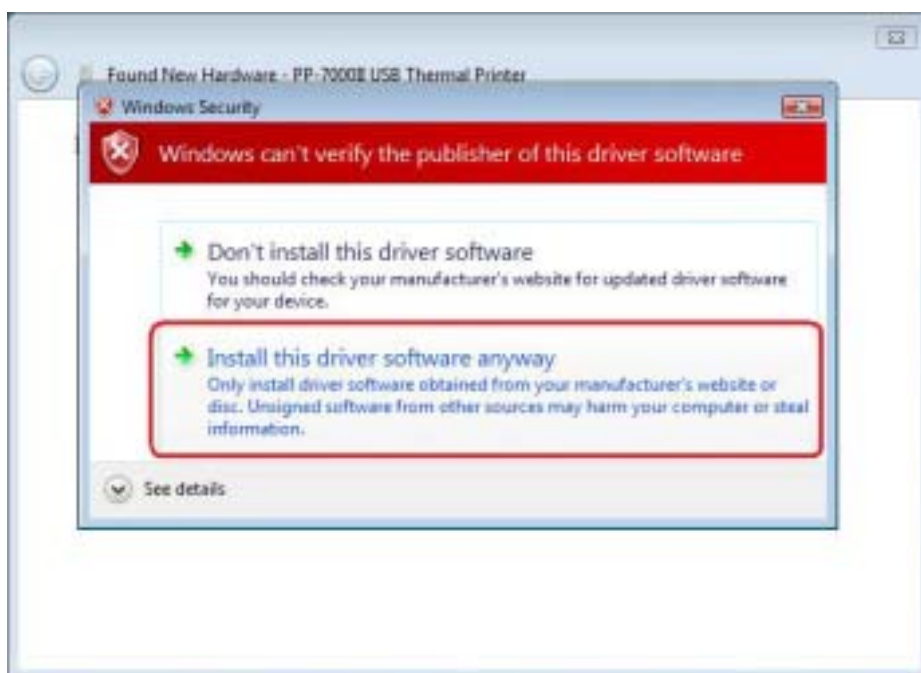 Found New Hardware - PP-7000II USB Thermal Printer
Windows Security
Windows can't verify the publisher of this driver software
Don't install this driver software
You should check your manufacturer's website for updated driver software
for your device.
Install this driver software anyway
Only install driver software obtained from your manufacturer's website or
disc. Unsigned software from other sources may harm your computer or steal
information.
See details